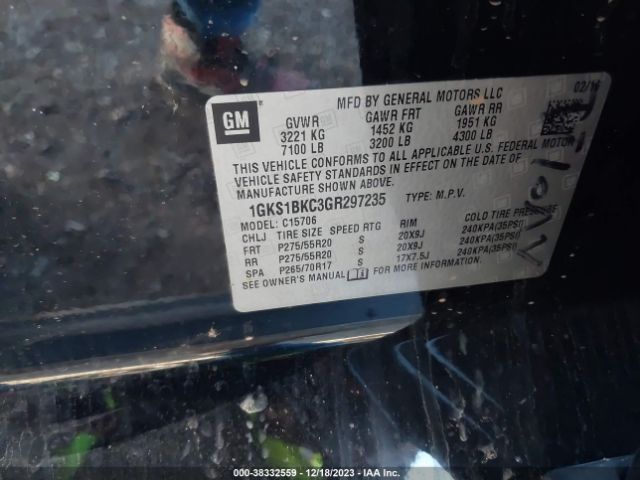 GM
MFD BY GENERAL MOTORS LLC
02/16
GVWR GAWR FRT GAWR RR
3221 KG 1452 KG 1951 KG
7100 LB 3200 LB 4300 LB
THIS VEHICLE CONFORMS TO ALL APPLICABLE U.S. FEDERAL MOTOR
VEHICLE SAFETY STANDARDS IN EFFECT ON THE DATE OF
MANUFACTURE SHOWN ABOVE.
1GKS1BKC3GR297235 TYPE: M.P.V.
MODEL: C15706
CHLJ TIRE SIZE SPEED RTG RIM COLD TIRE PRESSURE
FRT P275/55R20 S 20X9J 240KPA(35PSI)
RR P275/55R20 S 20X9J 240KPA(35PSI)
SPA P265/70R17 S 17X7.5J 240KPA(35PSI)
SEE OWNER'S MANUAL FOR MORE INFORMATION.
000-38332559 - 12/18/2023 - IAA Inc.